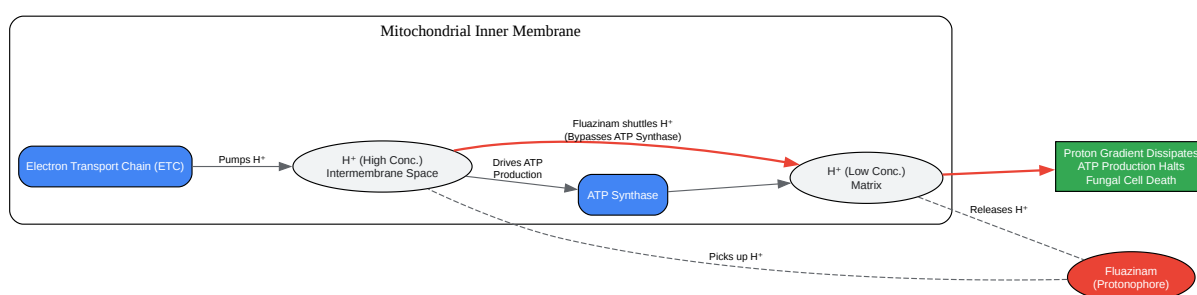 Mitochondrial Inner Membrane
Electron Transport Chain (ETC)
Pumps H⁺
H⁺ (High Conc.)
Intermembrane Space
Fluazinam shuttles H⁺
(Bypasses ATP Synthase)
Drives ATP
Production
ATP Synthase
H⁺ (Low Conc.)
Matrix
Proton Gradient Dissipates
ATP Production Halts
Fungal Cell Death
Releases H⁺
Picks up H⁺
Fluazinam
(Protonophore)